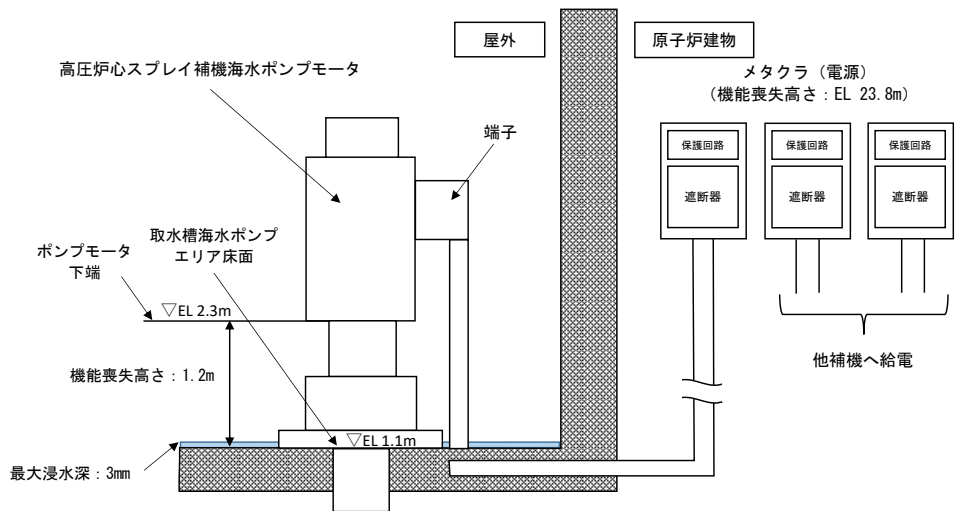 屋外
原子炉建物
高圧炉心スプレイ補機海水ポンプモータ
メタクラ（電源）
（機能喪失高さ：EL 23.8m）
端子
保護回路
保護回路
保護回路
遮断器
遮断器
遮断器
取水槽海水ポンプ
エリア床面
ポンプモータ
下端
▽EL 2.3m
他補機へ給電
機能喪失高さ：1.2m
▽EL 1.1m
最大浸水深：3mm